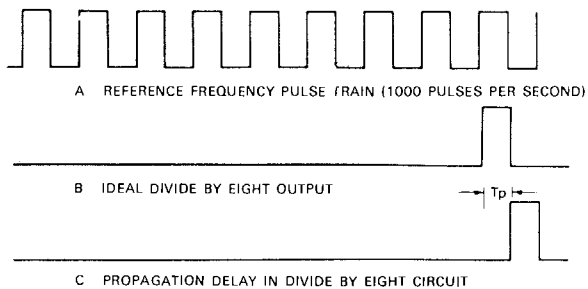 A REFERENCE FREQUENCY PULSE TRAIN (1000 PULSES PER SECOND)
B IDEAL DIVIDE BY EIGHT OUTPUT
Tp
C PROPAGATION DELAY IN DIVIDE BY EIGHT CIRCUIT